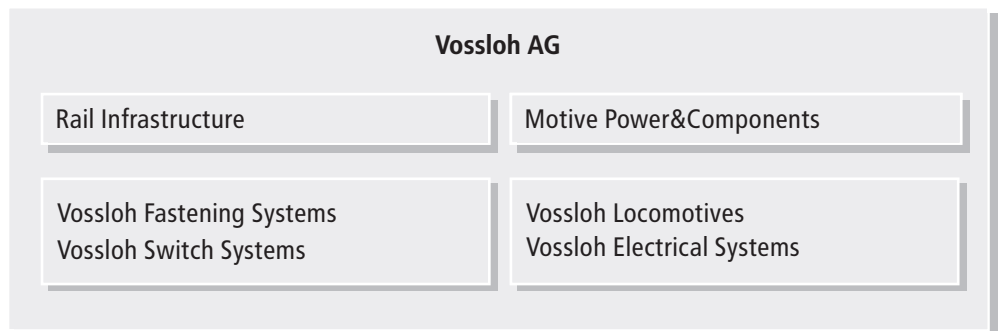 Vossloh AG
Rail Infrastructure
Motive Power&Components
Vossloh Fastening Systems
Vossloh Switch Systems
Vossloh Locomotives
Vossloh Electrical Systems